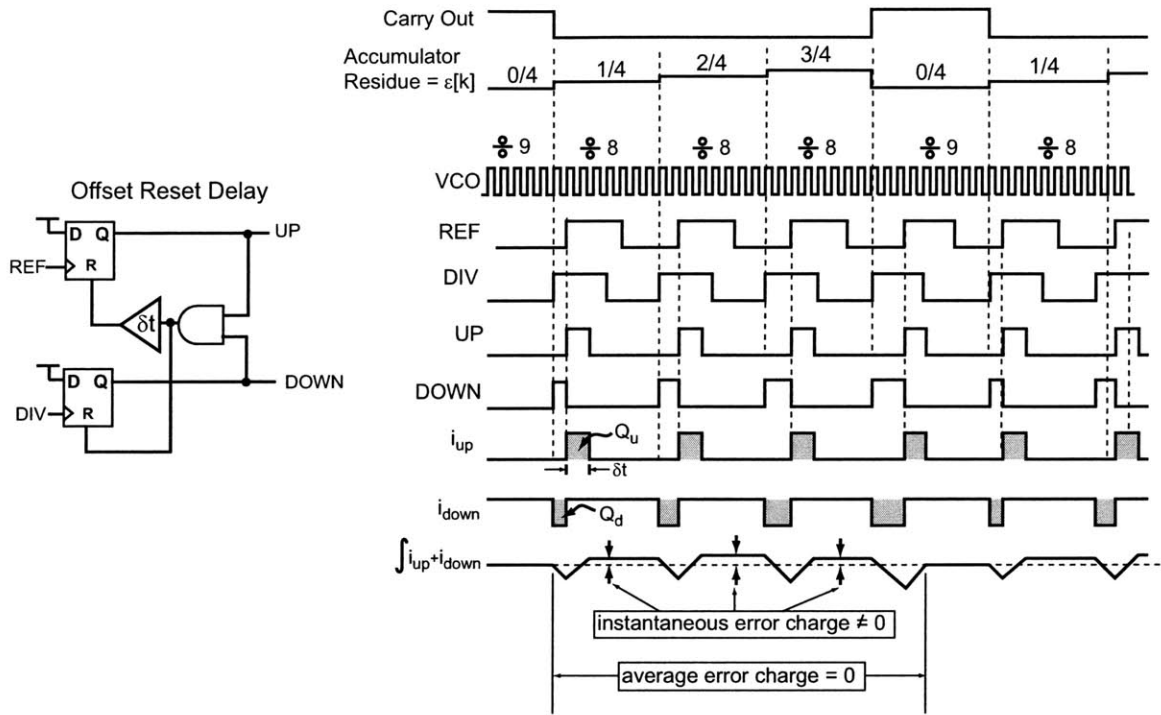 Carry Out
Accumulator
Residue = ε[k]
0/4 1/4 2/4 3/4 0/4 1/4
÷ 9 ÷ 8 ÷ 8 ÷ 8 ÷ 9 ÷ 8
VCO
Offset Reset Delay
D Q UP
REF R
δt
D Q DOWN
DIV R
REF
DIV
UP
DOWN
i_up Q_u
δt
i_down Q_d
∫ i_up+i_down
instantaneous error charge ≠ 0
average error charge = 0